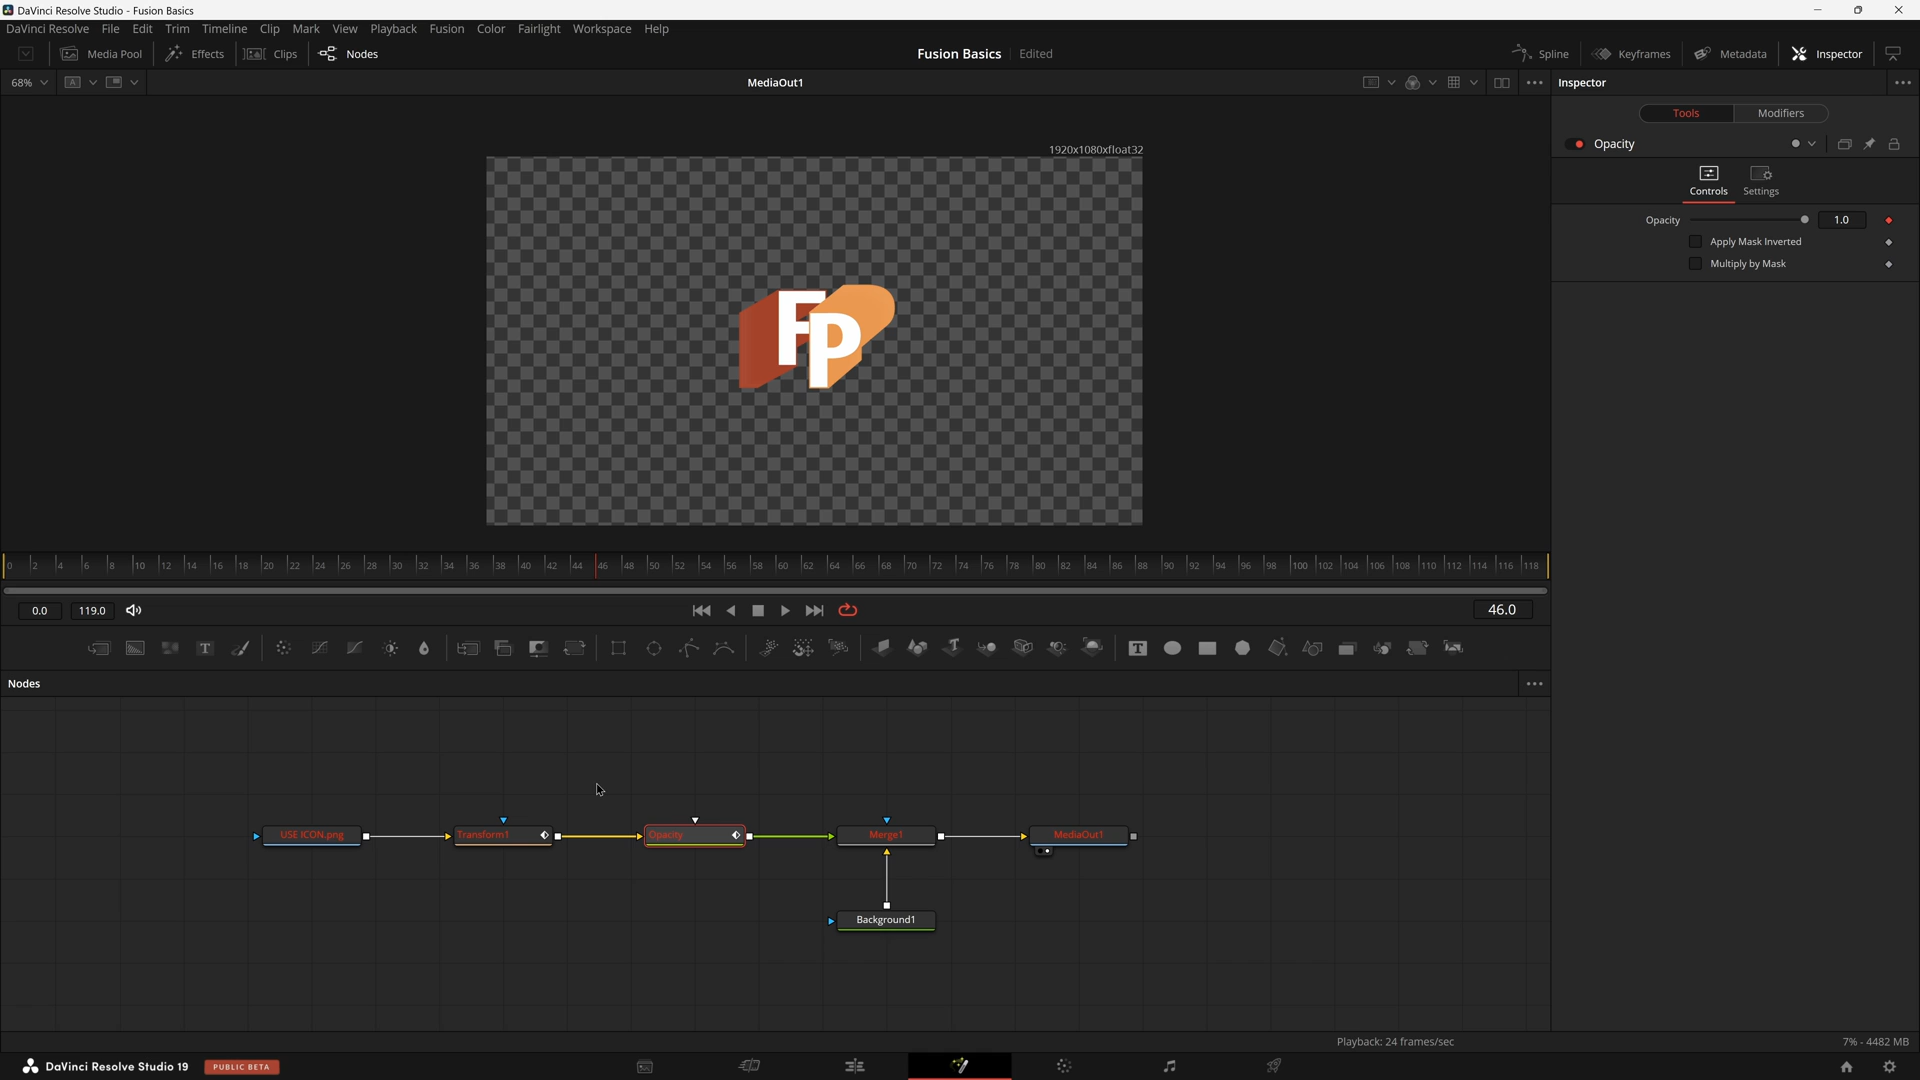 DaVinci Resolve Studio - Fusion Basics
DaVinci Resolve File Edit Trim Timeline Clip Mark View Playback Fusion Color Fairlight Workspace Help
Media Pool Effects Clips Nodes Fusion Basics Edited Spline Keyframes Metadata Inspector
68% A MediaOut1 Inspector
Tools Modifiers
Opacity
1920x1080xfloat32
Controls Settings
Opacity 1.0
Apply Mask Inverted
Multiply by Mask
FP
0 2 4 6 8 10 12 14 16 18 20 22 24 26 28 30 32 34 36 38 40 42 44 46 48 50 52 54 56 58 60 62 64 66 68 70 72 74 76 78 80 82 84 86 88 90 92 94 96 98 100 102 104 106 108 110 112 114 116 118
0.0 119.0 46.0
T T
Nodes
USE ICON.png Transform1 Opacity Merge1 MediaOut1
Background1
Playback: 24 frames/sec 7% - 4482 MB
DaVinci Resolve Studio 19 PUBLIC BETA